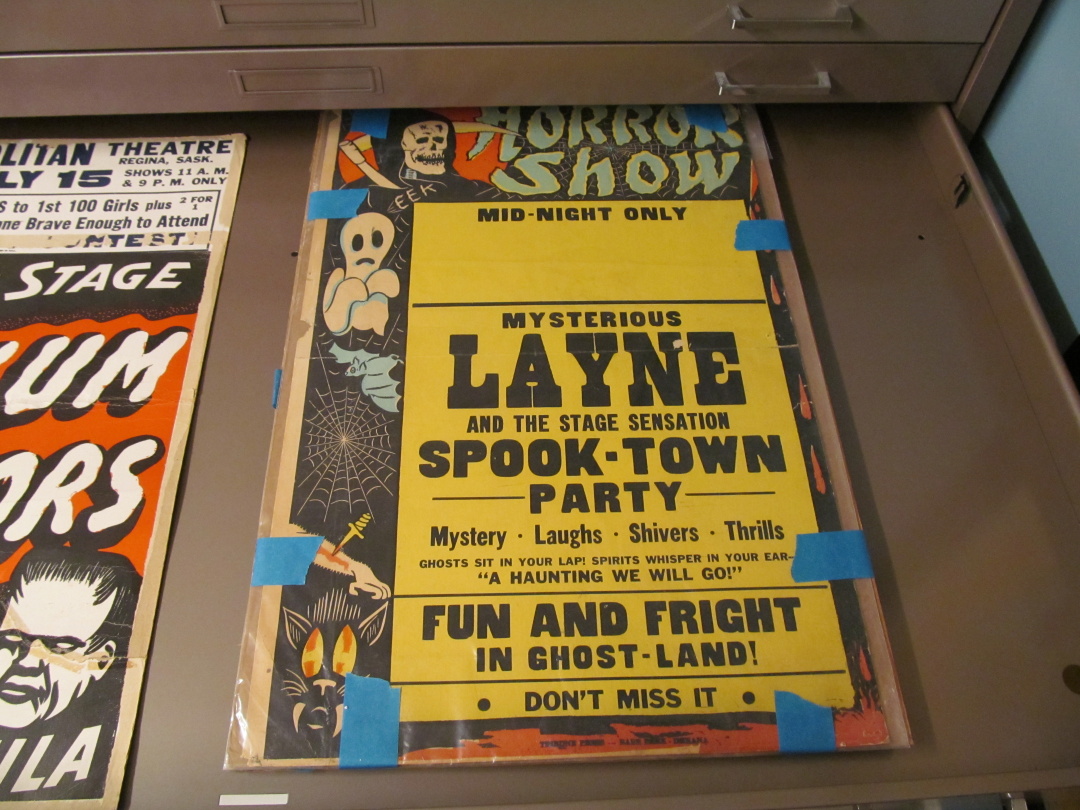 LITAN THEATRE
REGINA, SASK.
LY 15 SHOWS 11 A. M.
& 9 P. M. ONLY
S to 1st 100 Girls plus 2 FOR 1
ne Brave Enough to Attend
NTEST
STAGE
UM
ORS
ULA
HORROR
SHOW
EEK
MID-NIGHT ONLY
MYSTERIOUS
LAYNE
AND THE STAGE SENSATION
SPOOK-TOWN
PARTY
Mystery · Laughs · Shivers · Thrills
GHOSTS SIT IN YOUR LAP! SPIRITS WHISPER IN YOUR EAR-
"A HAUNTING WE WILL GO!"
FUN AND FRIGHT
IN GHOST-LAND!
• DON'T MISS IT •